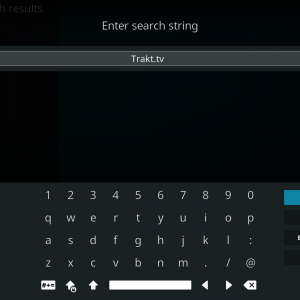 h results
Enter search string
Trakt.tv
1 2 3 4 5 6 7 8 9 0
q w e r t y u i o p
a s d f g h j k l :
z x c v b n m . / @
#+=